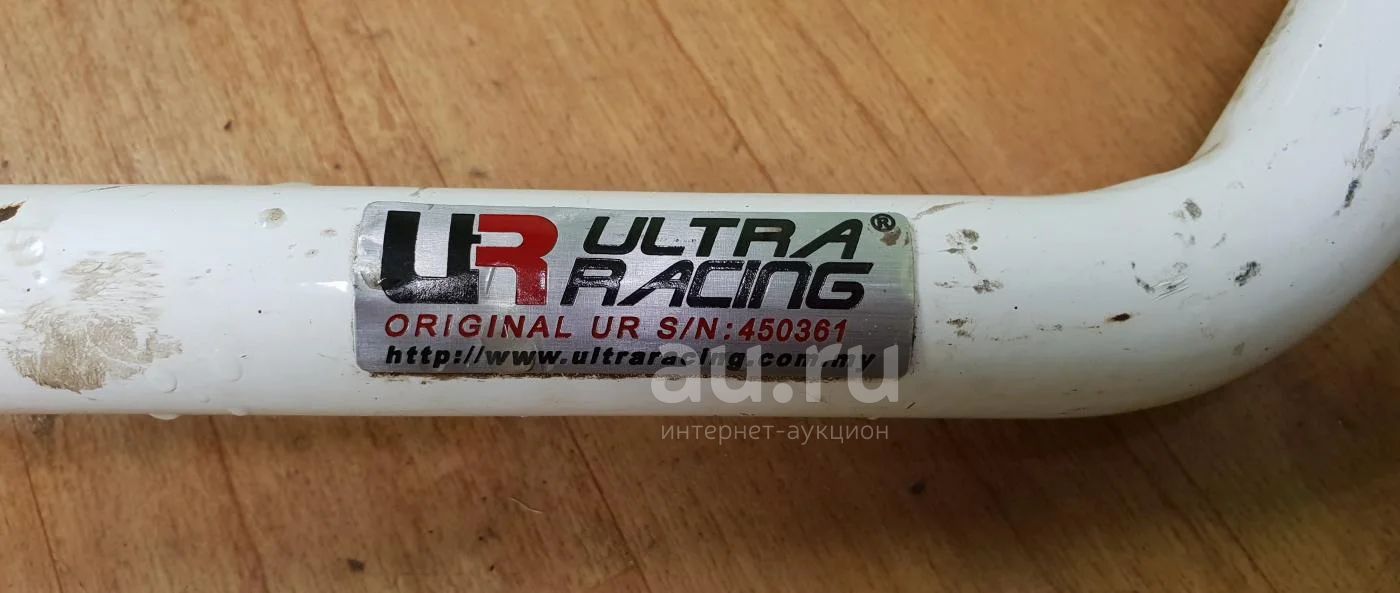 UR ULTRA RACING®
ORIGINAL UR S/N:450361
http://www.ultraracing.com.my
au.ru
интернет-аукцион